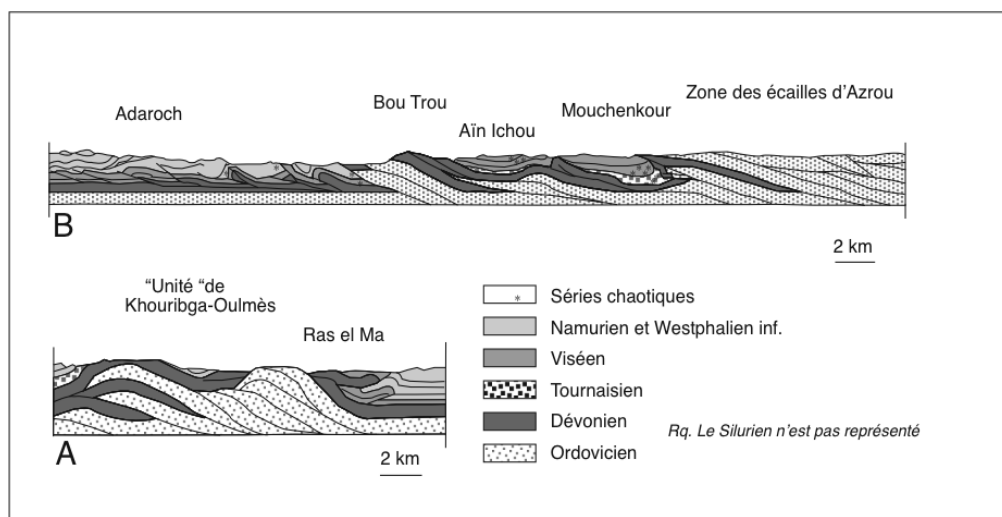 Zone des écailles d'Azrou
Mouchenkour
Bou Trou
Adaroch
Aïn Ichou
B
2 km
“Unité “de
Khouribga-Oulmès
Ras el Ma
A
2 km
Séries chaotiques
Namurien et Westphalien inf.
Viséen
Tournaisien
Dévonien
Ordovicien
Rq. Le Silurien n'est pas représenté